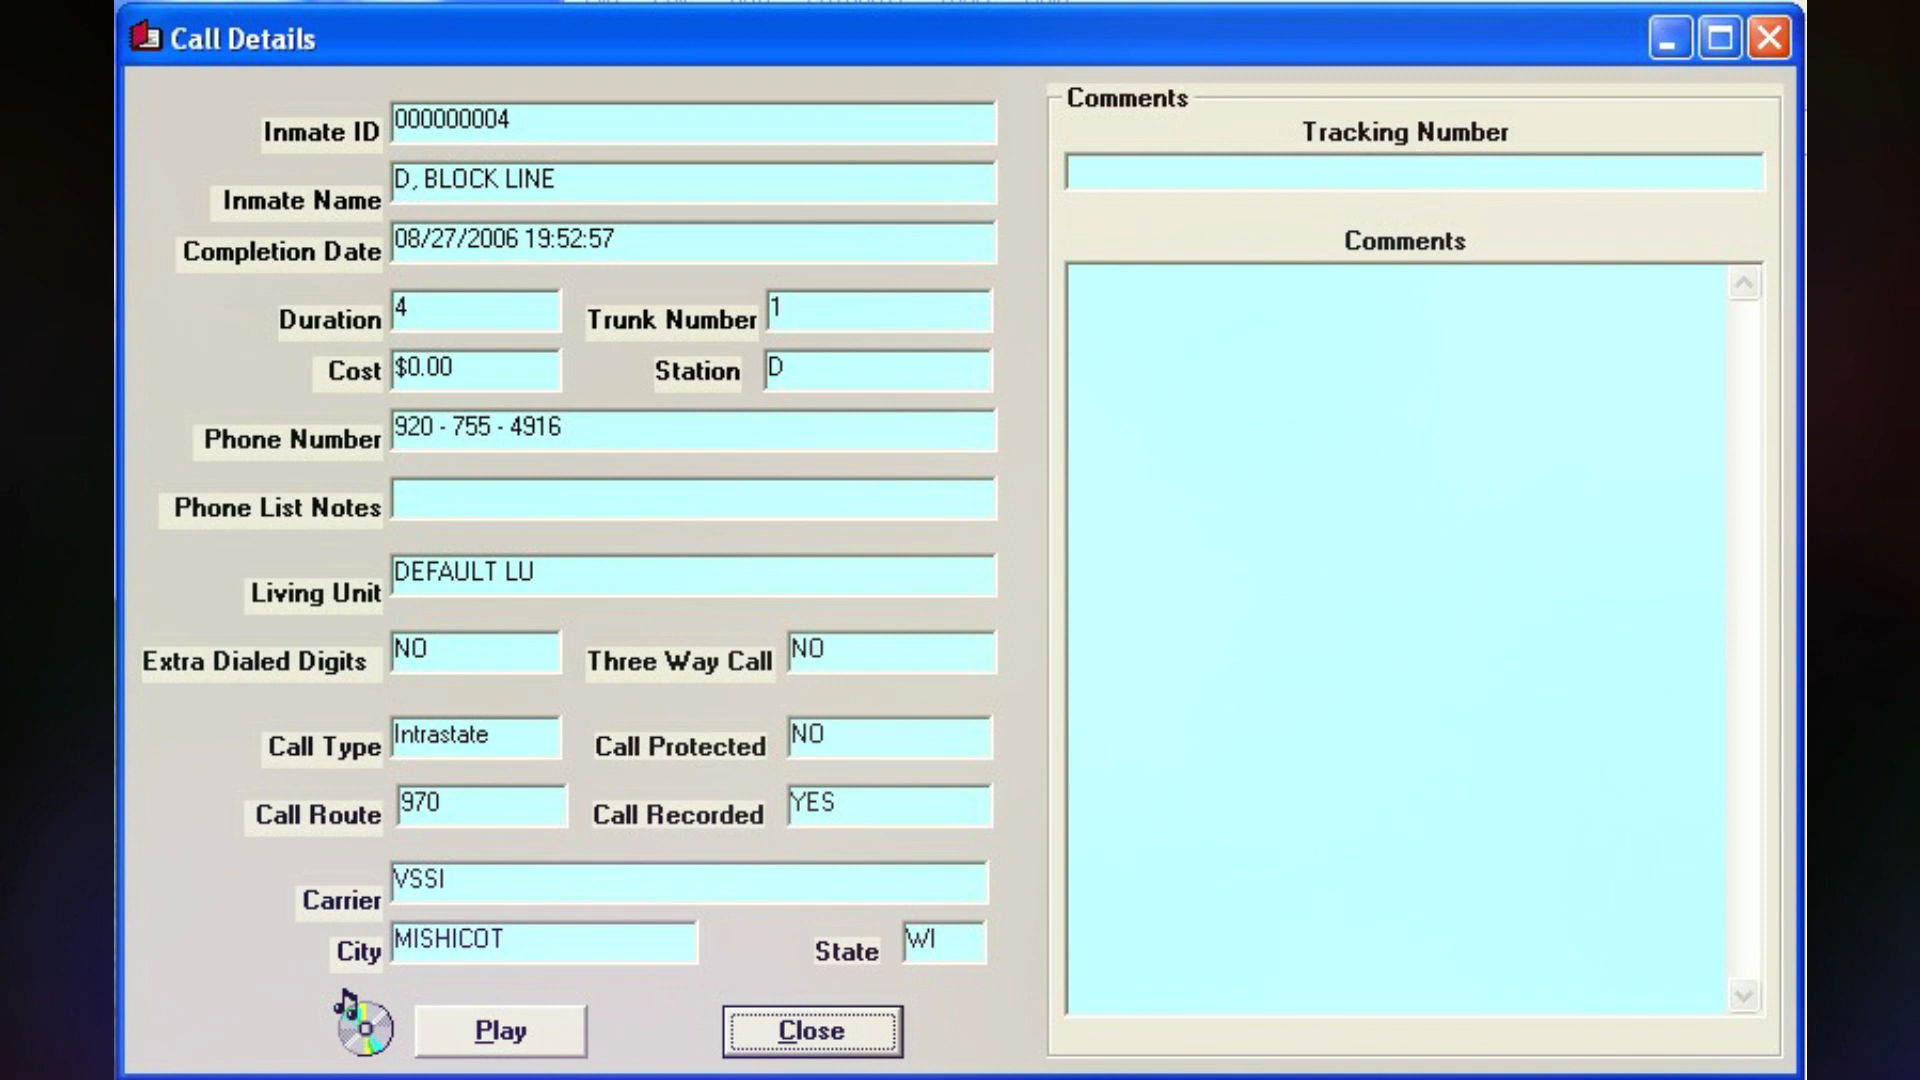 Call Details
Inmate ID 000000004
Inmate Name D, BLOCK LINE
Completion Date 08/27/2006 19:52:57
Duration 4 Trunk Number 1
Cost $0.00 Station D
Phone Number 920 - 755 - 4916
Phone List Notes
Living Unit DEFAULT LU
Extra Dialed Digits NO Three Way Call NO
Call Type Intrastate Call Protected NO
Call Route 970 Call Recorded YES
Carrier VSSI
City MISHICOT State WI
Play Close
Comments
Tracking Number
Comments